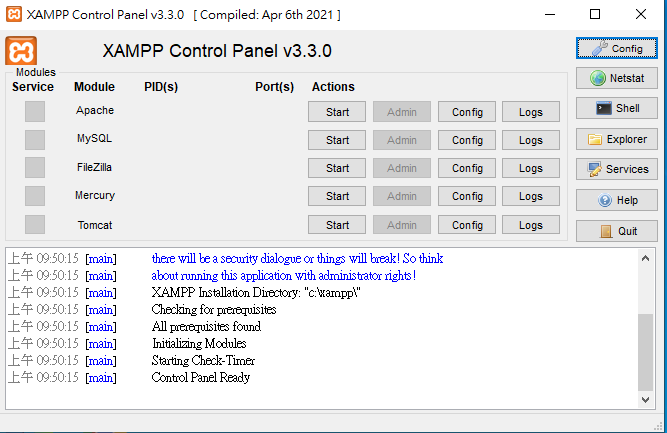 XAMPP Control Panel v3.3.0 [ Compiled: Apr 6th 2021 ]
XAMPP Control Panel v3.3.0
Config
Modules
Service Module PID(s) Port(s) Actions
Netstat
Apache Start Admin Config Logs
Shell
MySQL Start Admin Config Logs
Explorer
FileZilla Start Admin Config Logs
Services
Mercury Start Admin Config Logs
Help
Tomcat Start Admin Config Logs
Quit
上午 09:50:15 [main] there will be a security dialogue or things will break! So think
上午 09:50:15 [main] about running this application with administrator rights!
上午 09:50:15 [main] XAMPP Installation Directory: "c:\xampp\"
上午 09:50:15 [main] Checking for prerequisites
上午 09:50:15 [main] All prerequisites found
上午 09:50:15 [main] Initializing Modules
上午 09:50:15 [main] Starting Check-Timer
上午 09:50:15 [main] Control Panel Ready